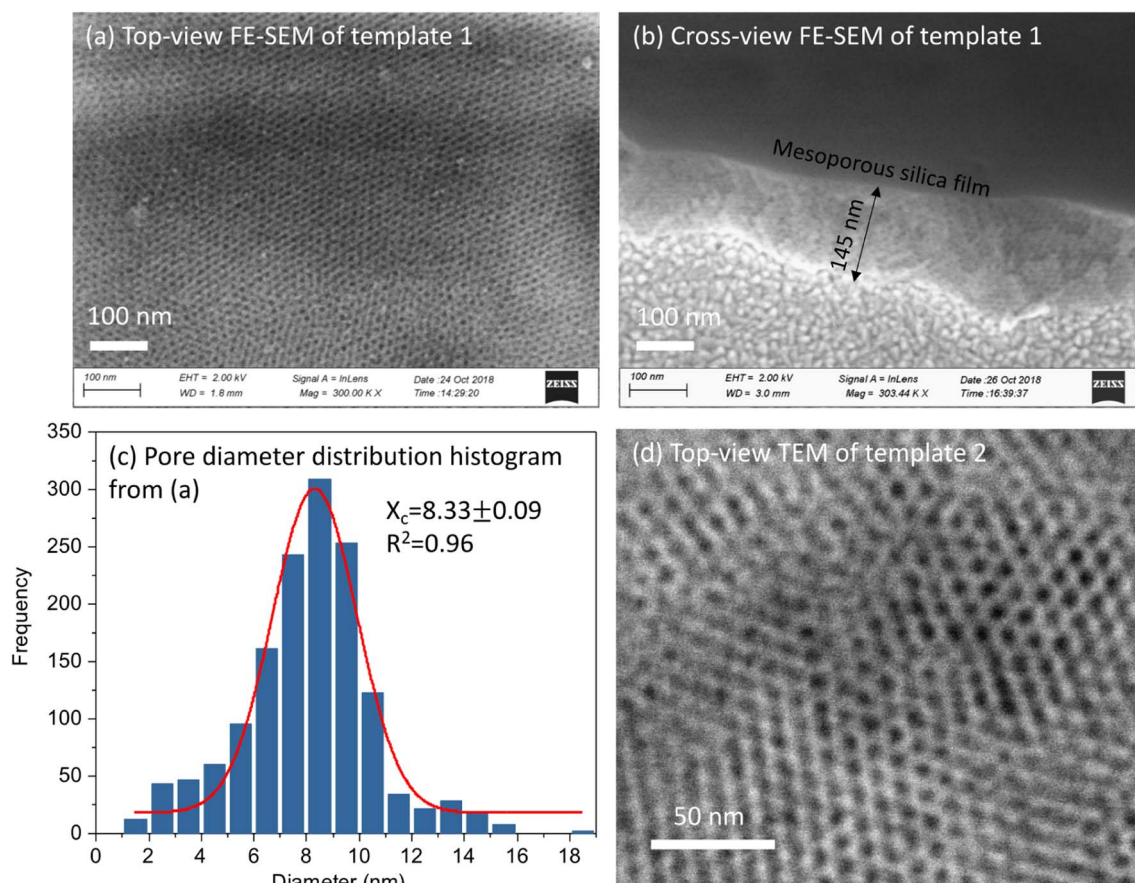 (a) Top-view FE-SEM of template 1
100 nm
100 nm
EHT = 2.00 kV
WD = 1.8 mm
Signal A = InLens
Mag = 300.00 K X
Date :24 Oct 2018
Time :14:29:20
ZEISS
(b) Cross-view FE-SEM of template 1
Mesoporous silica film
145 nm
100 nm
100 nm
EHT = 2.00 kV
WD = 3.0 mm
Signal A = InLens
Mag = 303.44 K X
Date :26 Oct 2018
Time :16:39:37
ZEISS
(c) Pore diameter distribution histogram
from (a)
Xc=8.33±0.09
R²=0.96
Frequency
350
300
250
200
150
100
50
0
0 2 4 6 8 10 12 14 16 18
Diameter (nm)
(d) Top-view TEM of template 2
50 nm